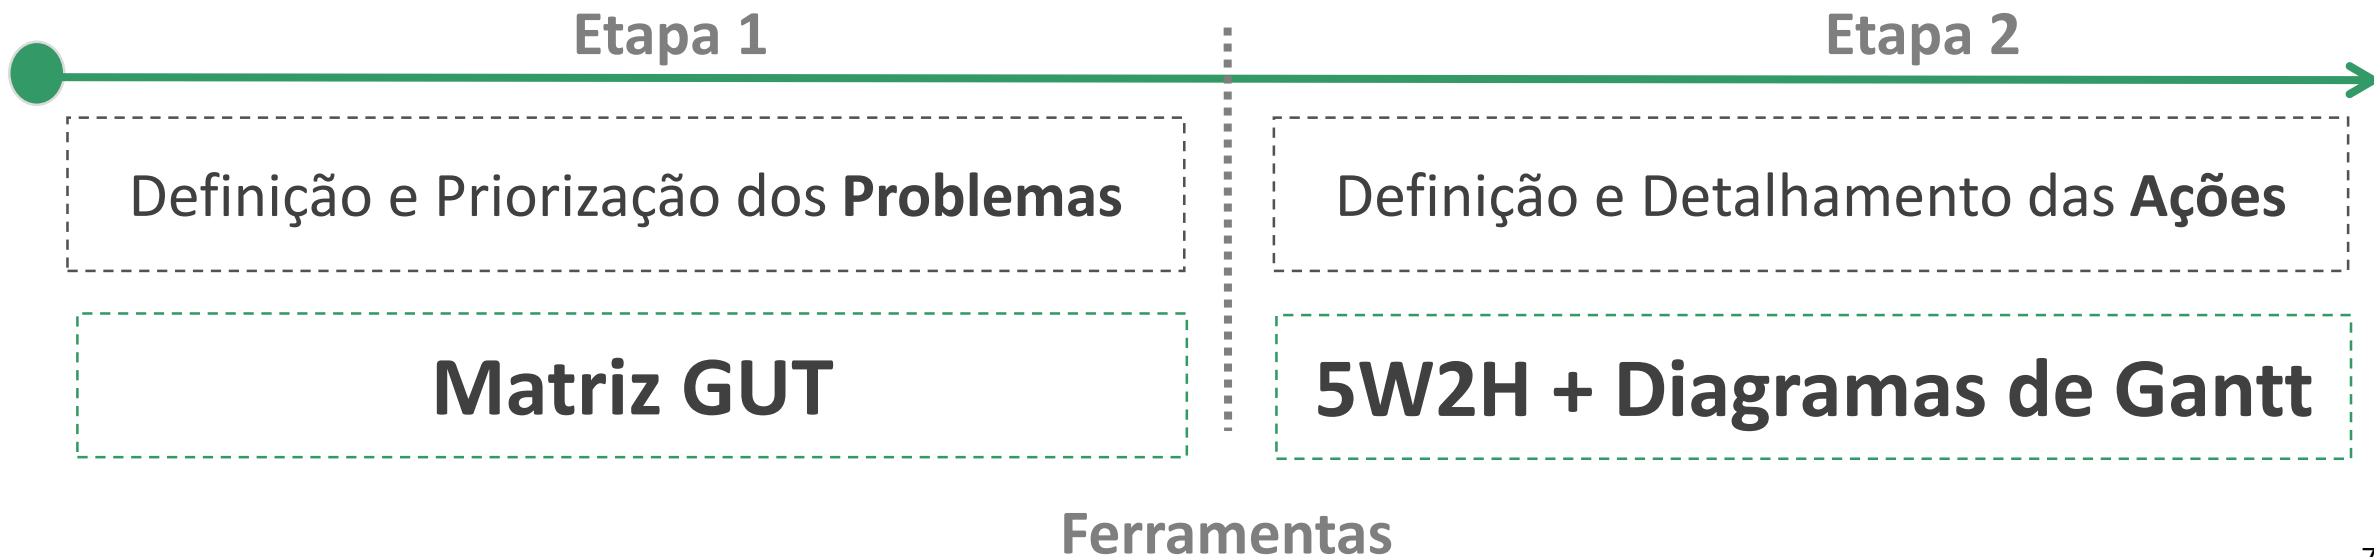 Etapa 1
Etapa 2
Definição e Priorização dos Problemas
Definição e Detalhamento das Ações
Matriz GUT
5W2H + Diagramas de Gantt
Ferramentas
7